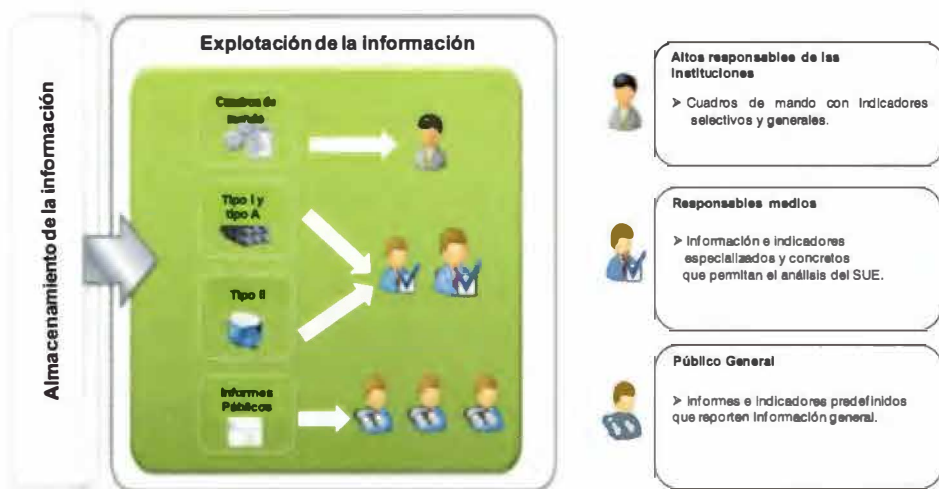 Almacenamiento de la información
Explotación de la información
Cuadros de
mando
Tipo I y
tipo A
Tipo II
Informes
Públicos
Altos responsables de las
Instituciones
➤ Cuadros de mando con Indicadores
selectivos y generales.
Responsables medios
➤ Información e indicadores
especializados y concretos
que permitan el análisis del SUE.
Público General
➤ Informes e Indicadores predefinidos
que reporten Información general.